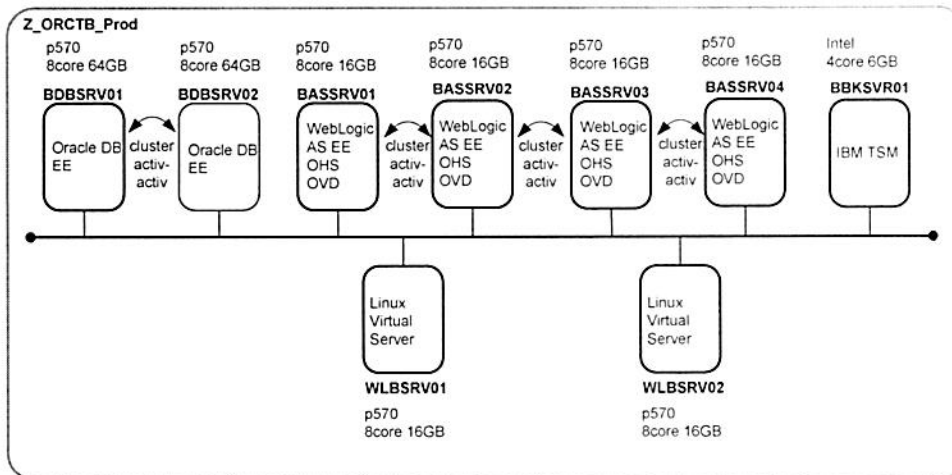 Z_ORCTB_Prod
p570
8core 64GB
BDBSRV01
Oracle DB
EE
cluster
activ-
activ
p570
8core 64GB
BDBSRV02
Oracle DB
EE
p570
8core 16GB
BASSRV01
WebLogic
AS EE
OHS
OVD
cluster
activ-
activ
p570
8core 16GB
BASSRV02
WebLogic
AS EE
OHS
OVD
cluster
activ-
activ
p570
8core 16GB
BASSRV03
WebLogic
AS EE
OHS
OVD
cluster
activ-
activ
p570
8core 16GB
BASSRV04
WebLogic
AS EE
OHS
OVD
Intel
4core 6GB
BBKSVR01
IBM TSM
Linux
Virtual
Server
WLBSRV01
p570
8core 16GB
Linux
Virtual
Server
WLBSRV02
p570
8core 16GB